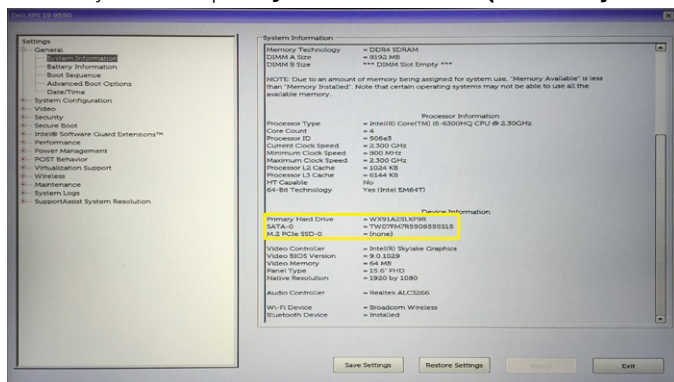 Dell XPS 15 9550
Settings
General
System Information
Battery Information
Boot Sequence
Advanced Boot Options
Date/Time
System Configuration
Video
Security
Secure Boot
Intel® Software Guard Extensions™
Performance
Power Management
POST Behavior
Virtualization Support
Wireless
Maintenance
System Logs
SupportAssist System Resolution
System Information
Memory Technology = DDR4 SDRAM
DIMM A Size = 8192 MB
DIMM B Size *** DIMM Slot Empty ***
NOTE: Due to an amount of memory being assigned for system use, "Memory Available" is less
than "Memory Installed". Note that certain operating systems may not be able to use all the
available memory.
Processor Information
Processor Type = Intel(R) Core(TM) i5-6300HQ CPU @ 2.30GHz
Core Count = 4
Processor ID = 506e3
Current Clock Speed = 2.300 GHz
Minimum Clock Speed = 800 MHz
Maximum Clock Speed = 2.300 GHz
Processor L2 Cache = 1024 KB
Processor L3 Cache = 6144 KB
HT Capable No
64-Bit Technology Yes (Intel EM64T)
Device Information
Primary Hard Drive
SATA-0
M.2 PCIe SSD-0 = (none)
Video Controller = Intel(R) Skylake Graphics
Video BIOS Version = 9.0.1029
Video Memory = 64 MB
Panel Type = 15.6" FHD
Native Resolution = 1920 by 1080
Audio Controller = Realtek ALC3266
Wi-Fi Device = Broadcom Wireless
Bluetooth Device = Installed
Save Settings Restore Settings Apply Exit